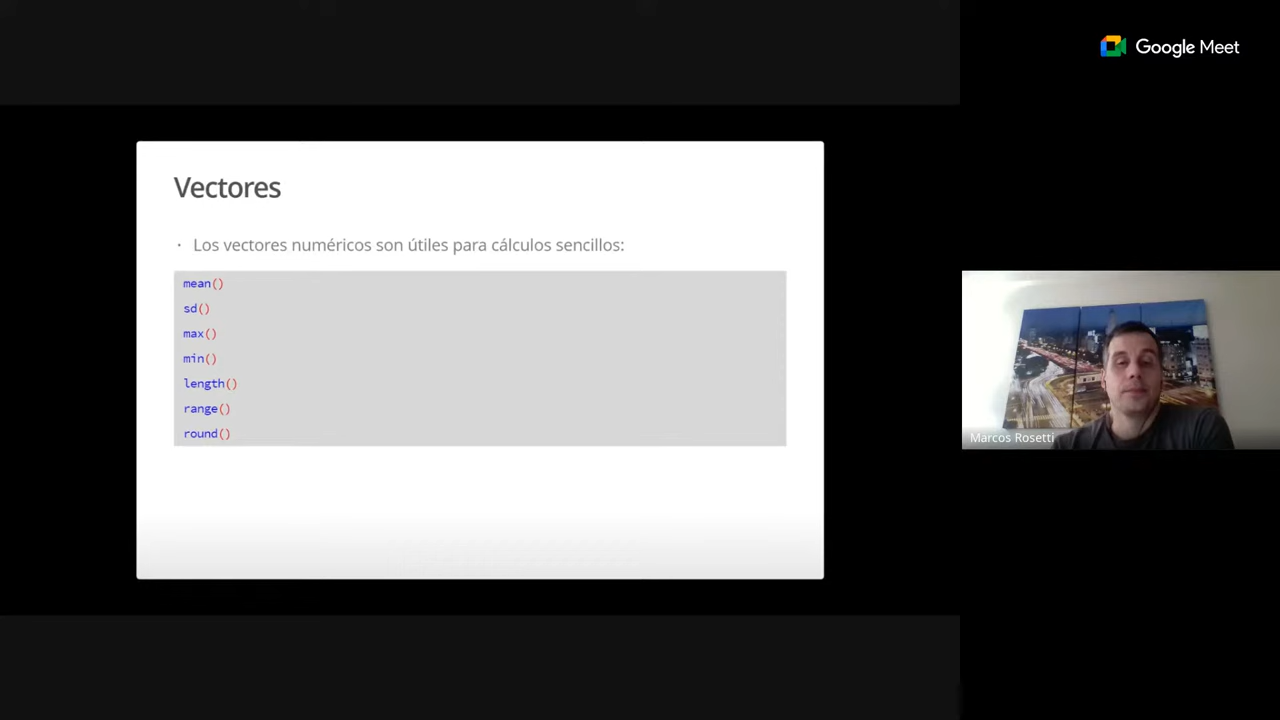 Google Meet
Vectores
· Los vectores numéricos son útiles para cálculos sencillos:
mean()
sd()
max()
min()
length()
range()
round()
Marcos Rosetti